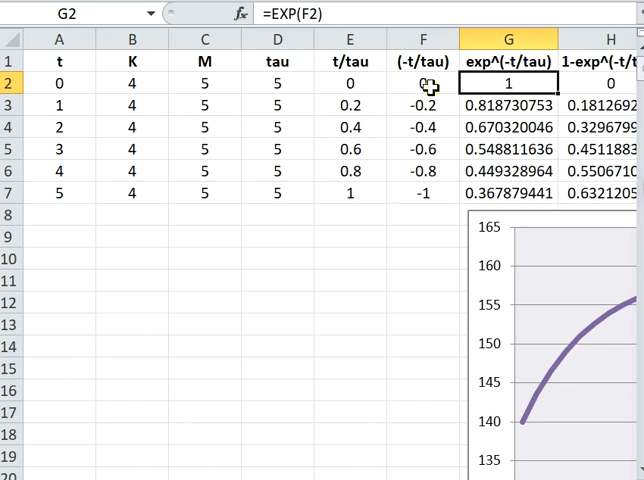 G2 fx =EXP(F2)
A B C D E F G H
1 t K M tau t/tau (-t/tau) exp^(-t/tau) 1-exp^(-t/t
2 0 4 5 5 0 0 1 0
3 1 4 5 5 0.2 -0.2 0.818730753 0.1812692
4 2 4 5 5 0.4 -0.4 0.670320046 0.3296799
5 3 4 5 5 0.6 -0.6 0.548811636 0.4511883
6 4 4 5 5 0.8 -0.8 0.449328964 0.5506710
7 5 4 5 5 1 -1 0.367879441 0.6321205
8
9
10
11
12
13
14
15
16
17
18
19
20
165
160
155
150
145
140
135